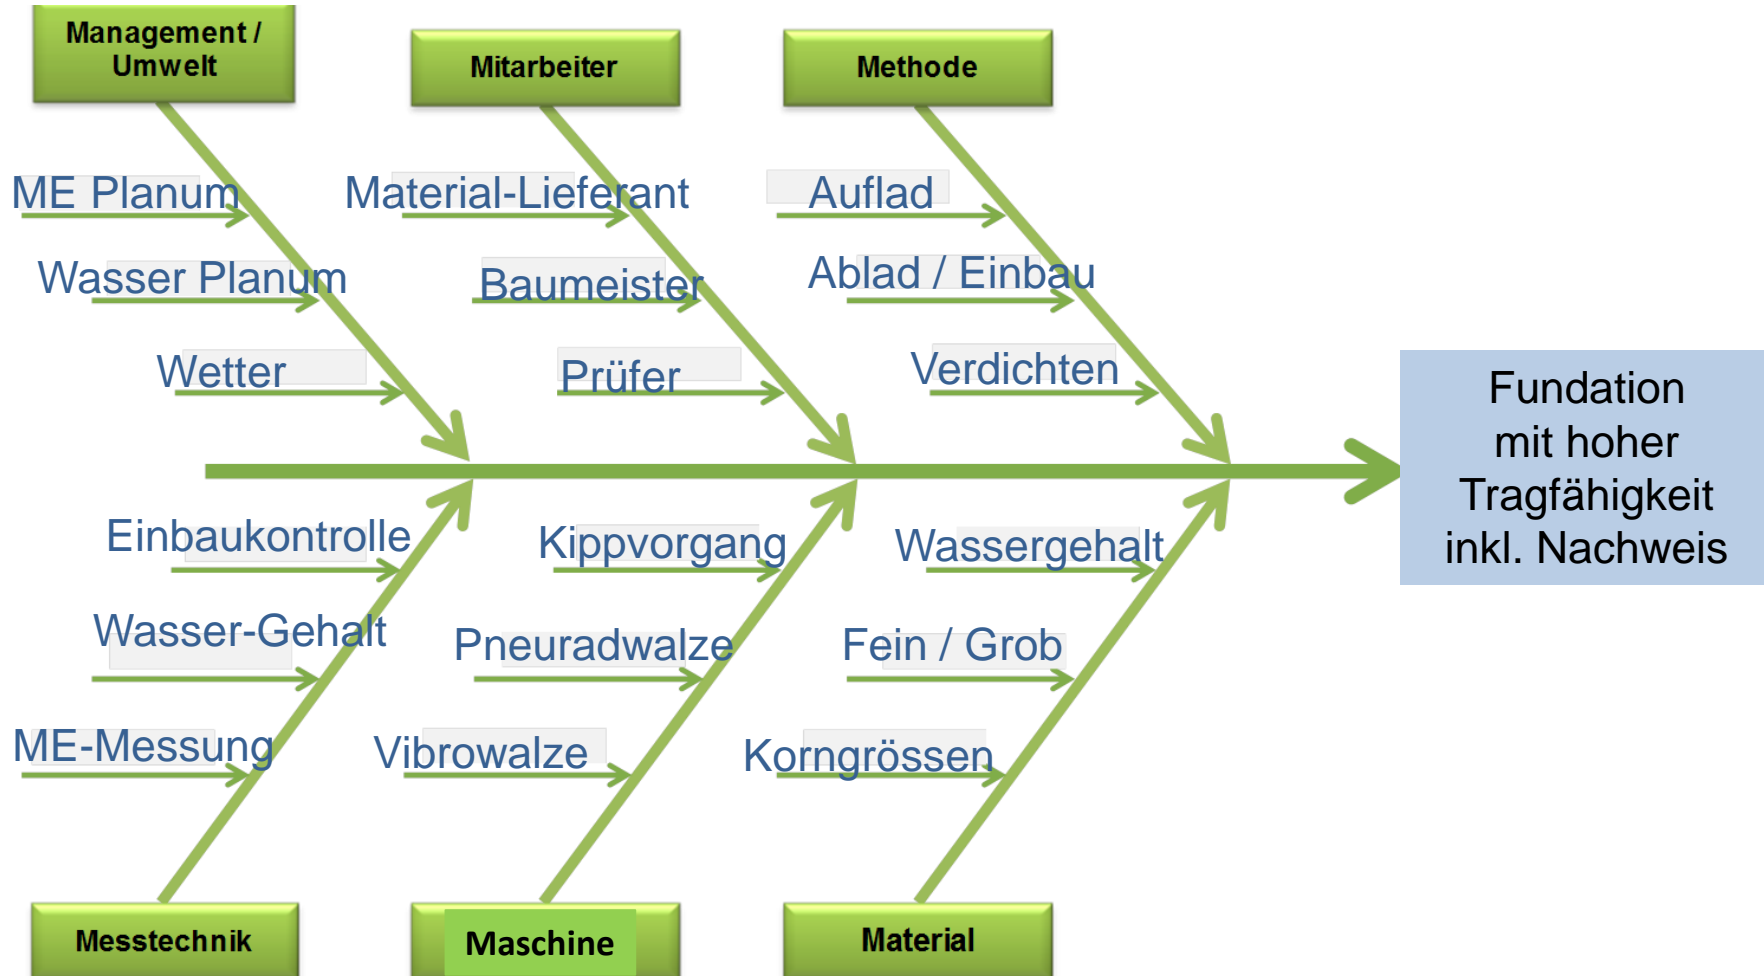 Management /
Umwelt
Mitarbeiter
Methode
ME Planum
Material-Lieferant
Auflad
Wasser Planum
Baumeister
Ablad / Einbau
Wetter
Prüfer
Verdichten
Fundation
mit hoher
Tragfähigkeit
inkl. Nachweis
Einbaukontrolle
Kippvorgang
Wassergehalt
Wasser-Gehalt
Pneuradwalze
Fein / Grob
ME-Messung
Vibrowalze
Korngrössen
Messtechnik
Maschine
Material